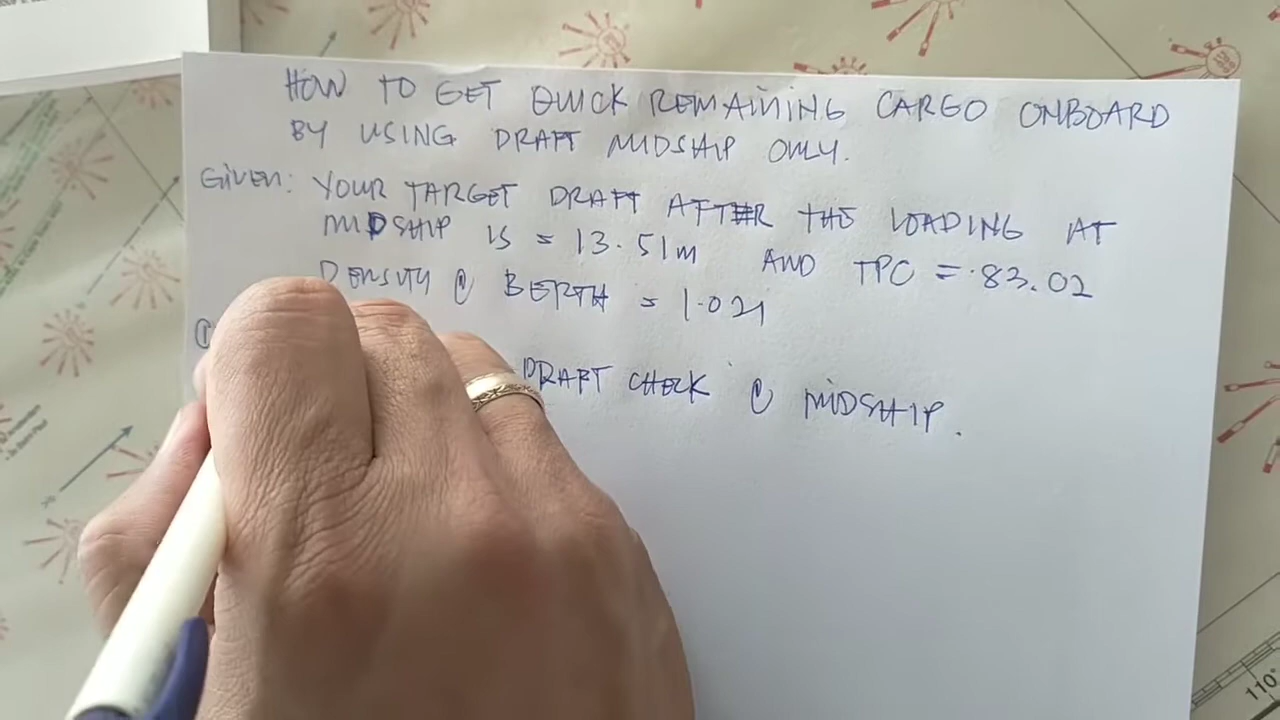 HOW TO GET QUICK REMAINING CARGO ONBOARD
BY USING DRAFT MIDSHIP ONLY.
GIVEN: YOUR TARGET DRAFT AFTER THE LOADING AT
MIDSHIP IS = 13.51m AND TPC = 83.02
DENSITY @ BERTH = 1.021
DRAFT CHECK @ MIDSHIP.
110°